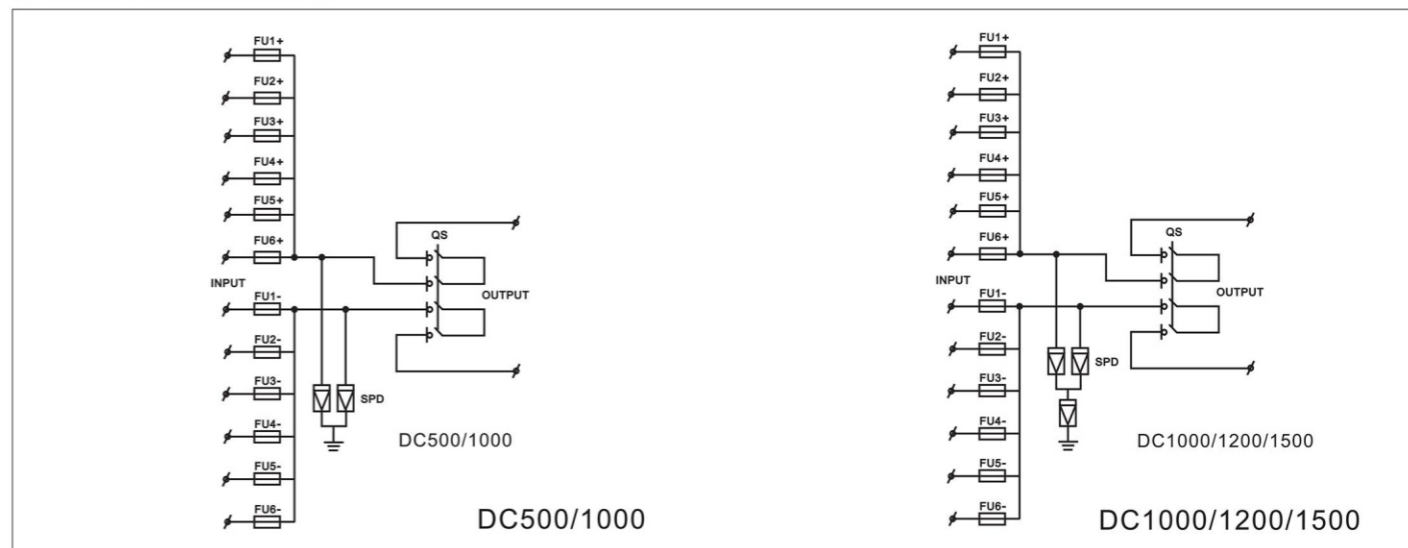 FU1+
FU2+
FU3+
FU4+
FU5+
FU6+
QS
INPUT
OUTPUT
FU1-
FU2-
FU3-
FU4-
FU5-
FU6-
SPD
DC500/1000
DC500/1000
FU1+
FU2+
FU3+
FU4+
FU5+
FU6+
QS
INPUT
OUTPUT
FU1-
FU2-
FU3-
FU4-
FU5-
FU6-
SPD
DC1000/1200/1500
DC1000/1200/1500